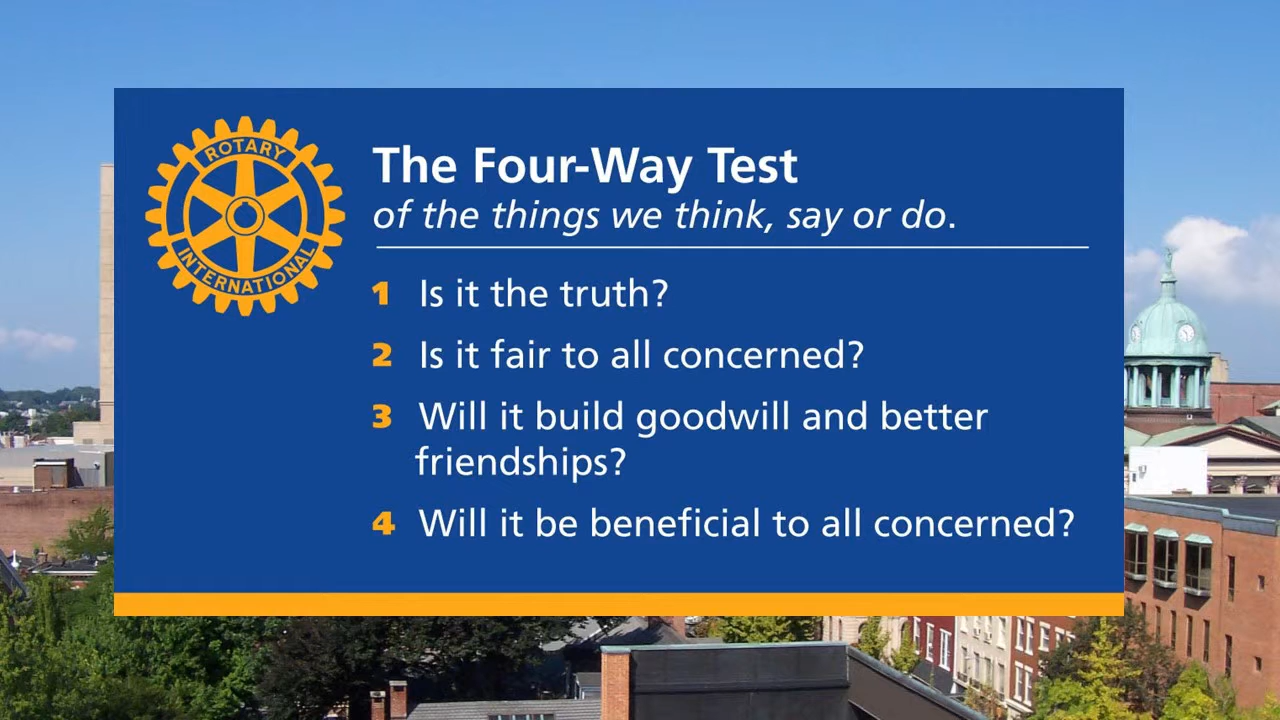 ROTARY
INTERNATIONAL
The Four-Way Test
of the things we think, say or do.
1 Is it the truth?
2 Is it fair to all concerned?
3 Will it build goodwill and better
friendships?
4 Will it be beneficial to all concerned?